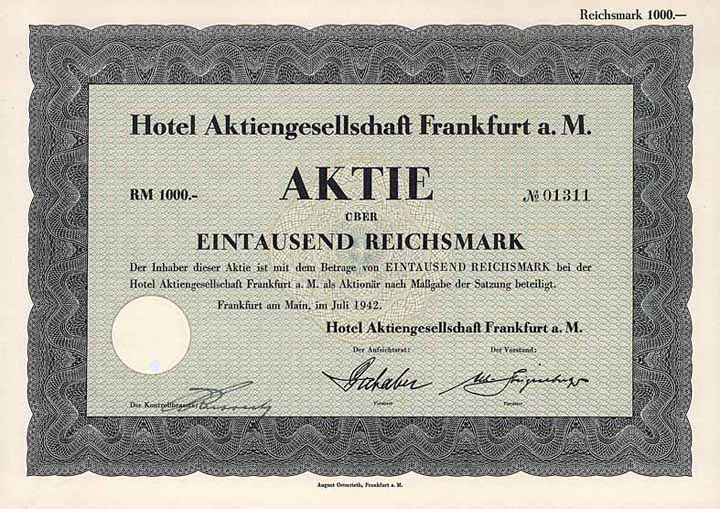 Reichsmark 1000.—
Hotel Aktiengesellschaft Frankfurt a. M.
AKTIE
RM 1000.- № 01311
ÜBER
EINTAUSEND REICHSMARK
Der Inhaber dieser Aktie ist mit dem Betrage von EINTAUSEND REICHSMARK bei der
Hotel Aktiengesellschaft Frankfurt a. M. als Aktionär nach Maßgabe der Satzung beteiligt.
Frankfurt am Main, im Juli 1942.
Hotel Aktiengesellschaft Frankfurt a. M.
Der Aufsichtsrat: Der Vorstand:
Der Kontrollbeamte:
August Osterrieth, Frankfurt a. M.